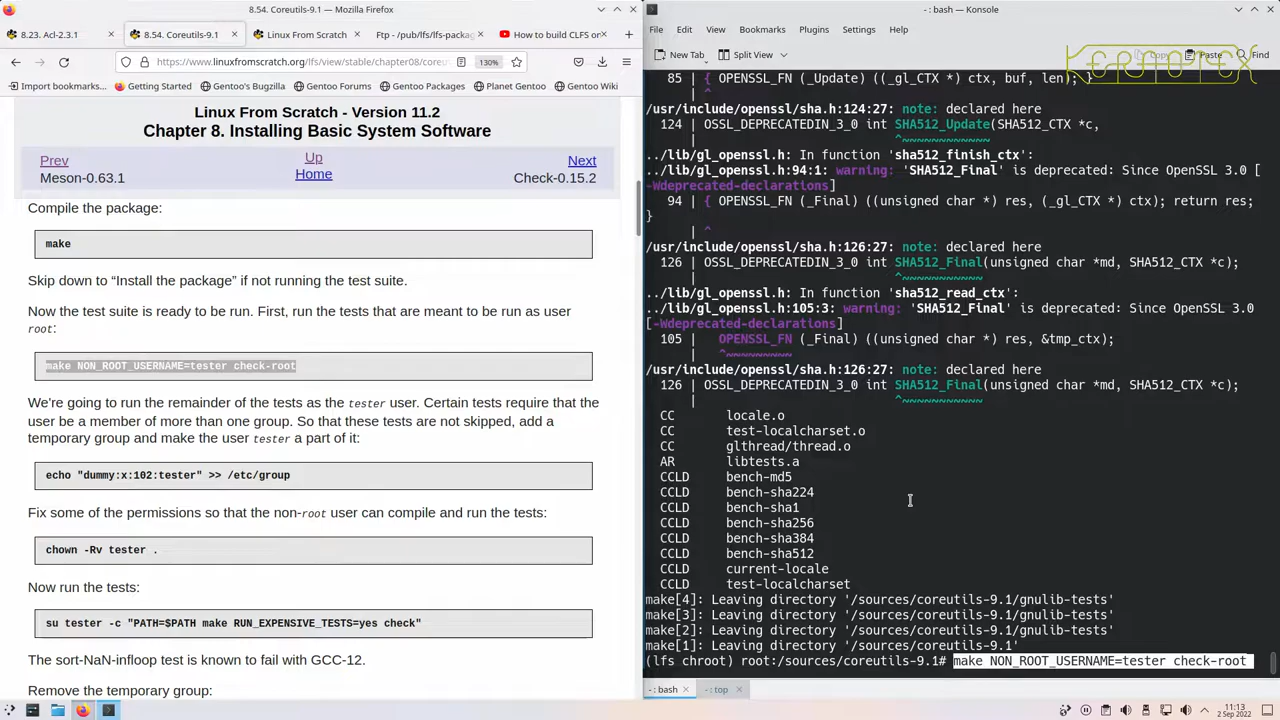 8.54. Coreutils-9.1 — Mozilla Firefox
8.23. Acl-2.3.1
8.54. Coreutils-9.1
Linux From Scratch
Ftp - /pub/lfs/lfs-packag
How to build CLFS on
https://www.linuxfromscratch.org/lfs/view/stable/chapter08/coreu
Import bookmarks...
Getting Started
Gentoo's Bugzilla
Gentoo Forums
Gentoo Packages
Planet Gentoo
Gentoo Wiki
Linux From Scratch - Version 11.2
Chapter 8. Installing Basic System Software
Prev
Up
Next
Meson-0.63.1
Home
Check-0.15.2
Compile the package:
make
Skip down to “Install the package” if not running the test suite.
Now the test suite is ready to be run. First, run the tests that are meant to be run as user
root:
make NON_ROOT_USERNAME=tester check-root
We're going to run the remainder of the tests as the tester user. Certain tests require that the
user be a member of more than one group. So that these tests are not skipped, add a
temporary group and make the user tester a part of it:
echo "dummy:x:102:tester" >> /etc/group
Fix some of the permissions so that the non-root user can compile and run the tests:
chown -Rv tester .
Now run the tests:
su tester -c "PATH=$PATH make RUN_EXPENSIVE_TESTS=yes check"
The sort-NaN-infloop test is known to fail with GCC-12.
Remove the temporary group:
- : bash — Konsole
File Edit View Bookmarks Plugins Settings Help
New Tab
Split View
Copy
Paste
Find
KERNOTEX
85 | { OPENSSL_FN (_Update) ((_gl_CTX *) ctx, buf, len); }
| ^
/usr/include/openssl/sha.h:124:27: note: declared here
124 | OSSL_DEPRECATEDIN_3_0 int SHA512_Update(SHA512_CTX *c,
| ^~~~~~~~~~~~~
../lib/gl_openssl.h: In function 'sha512_finish_ctx':
../lib/gl_openssl.h:94:1: warning: 'SHA512_Final' is deprecated: Since OpenSSL 3.0 [
-Wdeprecated-declarations]
94 | { OPENSSL_FN (_Final) ((unsigned char *) res, (_gl_CTX *) ctx); return res;
}
| ^
/usr/include/openssl/sha.h:126:27: note: declared here
126 | OSSL_DEPRECATEDIN_3_0 int SHA512_Final(unsigned char *md, SHA512_CTX *c);
| ^~~~~~~~~~~~
../lib/gl_openssl.h: In function 'sha512_read_ctx':
../lib/gl_openssl.h:105:3: warning: 'SHA512_Final' is deprecated: Since OpenSSL 3.0
[-Wdeprecated-declarations]
105 | OPENSSL_FN (_Final) ((unsigned char *) res, &tmp_ctx);
| ^~~~~~~~~~
/usr/include/openssl/sha.h:126:27: note: declared here
126 | OSSL_DEPRECATEDIN_3_0 int SHA512_Final(unsigned char *md, SHA512_CTX *c);
| ^~~~~~~~~~~~
CC locale.o
CC test-localcharset.o
CC glthread/thread.o
AR libtests.a
CCLD bench-md5
CCLD bench-sha224
CCLD bench-sha1
CCLD bench-sha256
CCLD bench-sha384
CCLD bench-sha512
CCLD current-locale
CCLD test-localcharset
make[4]: Leaving directory '/sources/coreutils-9.1/gnulib-tests'
make[3]: Leaving directory '/sources/coreutils-9.1/gnulib-tests'
make[2]: Leaving directory '/sources/coreutils-9.1/gnulib-tests'
make[1]: Leaving directory '/sources/coreutils-9.1'
(lfs chroot) root:/sources/coreutils-9.1# make NON_ROOT_USERNAME=tester check-root
- : bash
- : top
11:13
2 Sep 2022